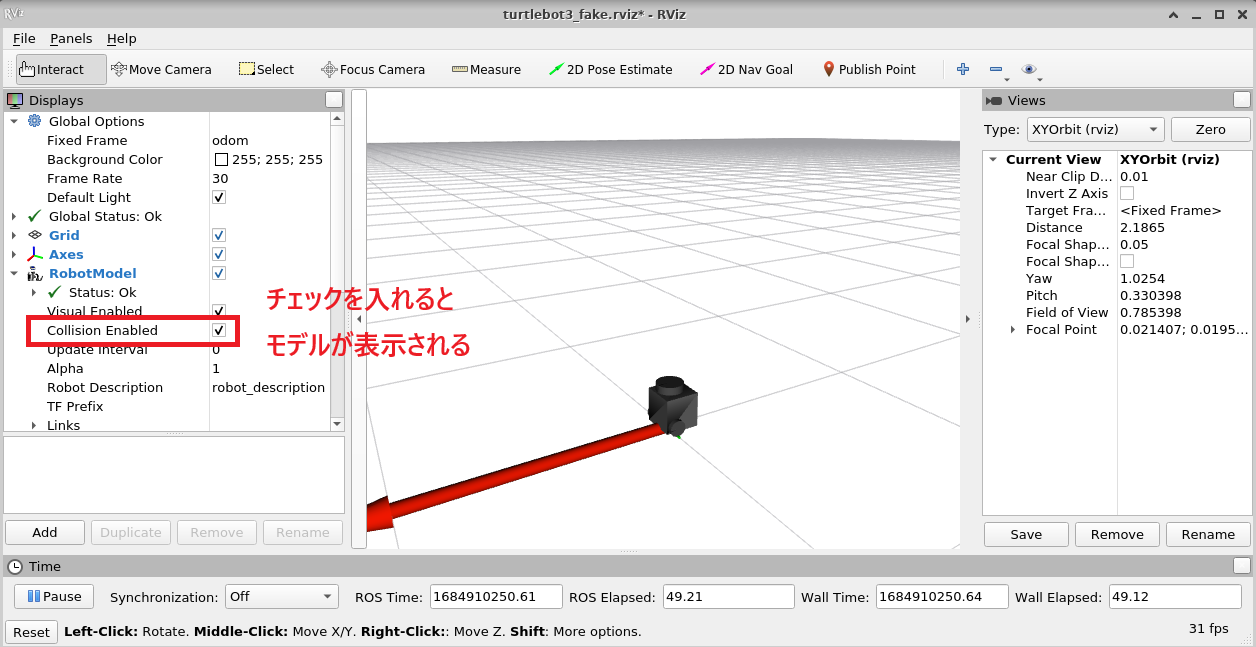 RViz
turtlebot3_fake.rviz* - RViz
File Panels Help
Interact Move Camera Select Focus Camera Measure 2D Pose Estimate 2D Nav Goal Publish Point
Displays
Global Options
Fixed Frame odom
Background Color 255; 255; 255
Frame Rate 30
Default Light
Global Status: Ok
Grid
Axes
RobotModel
Status: Ok
Visual Enabled
Collision Enabled
Update Interval 0
Alpha 1
Robot Description robot_description
TF Prefix
Links
Add Duplicate Remove Rename
チェックを入れると
モデルが表示される
Views
Type: XYOrbit (rviz) Zero
Current View XYOrbit (rviz)
Near Clip D... 0.01
Invert Z Axis
Target Fra... <Fixed Frame>
Distance 2.1865
Focal Shap... 0.05
Focal Shap...
Yaw 1.0254
Pitch 0.330398
Field of View 0.785398
Focal Point 0.021407; 0.0195...
Save Remove Rename
Time
Pause Synchronization: Off ROS Time: 1684910250.61 ROS Elapsed: 49.21 Wall Time: 1684910250.64 Wall Elapsed: 49.12
Reset Left-Click: Rotate. Middle-Click: Move X/Y. Right-Click:: Move Z. Shift: More options. 31 fps